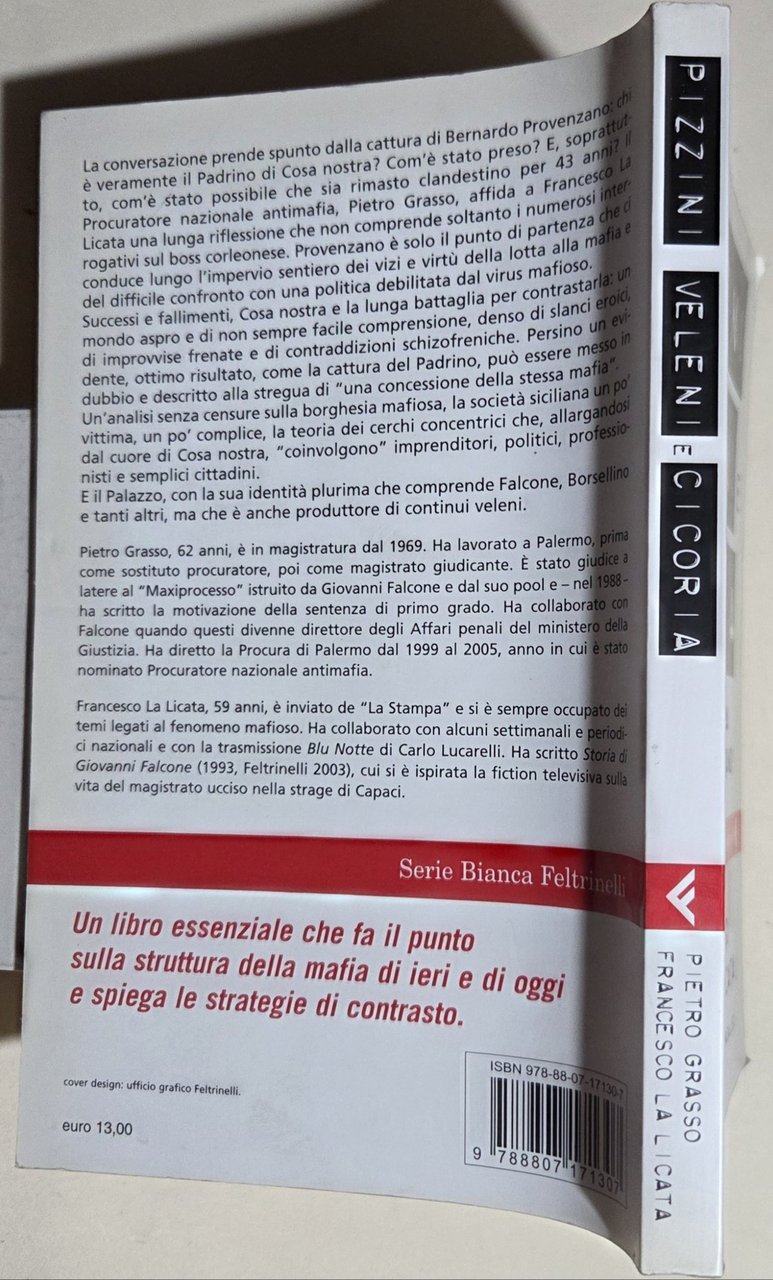 La conversazione prende spunto dalla cattura di Bernardo Provenzano: chi
è veramente il Padrino di Cosa nostra? Com'è stato preso? E, soprattut-
to, com'è stato possibile che sia rimasto clandestino per 43 anni? Il
Procuratore nazionale antimafia, Pietro Grasso, affida a Francesco La
Licata una lunga riflessione che non comprende soltanto i numerosi inter-
rogativi sul boss corleonese. Provenzano è solo il punto di partenza che ci
conduce lungo l'impervio sentiero dei vizi e virtù della lotta alla mafia e
del difficile confronto con una politica debilitata dal virus mafioso.
Successi e fallimenti, Cosa nostra e la lunga battaglia per contrastarla: un
mondo aspro e di non sempre facile comprensione, denso di slanci eroici,
di improvvise frenate e di contraddizioni schizofreniche. Persino un evi-
dente, ottimo risultato, come la cattura del Padrino, può essere messo in
dubbio e descritto alla stregua di "una concessione della stessa mafia".
Un'analisi senza censure sulla borghesia mafiosa, la società siciliana un po'
vittima, un po' complice, la teoria dei cerchi concentrici che, allargandosi
dal cuore di Cosa nostra, "coinvolgono" imprenditori, politici, professio-
nisti e semplici cittadini.
E il Palazzo, con la sua identità plurima che comprende Falcone, Borsellino
e tanti altri, ma che è anche produttore di continui veleni.
Pietro Grasso, 62 anni, è in magistratura dal 1969. Ha lavorato a Palermo, prima
come sostituto procuratore, poi come magistrato giudicante. È stato giudice a
latere al "Maxiprocesso" istruito da Giovanni Falcone e dal suo pool e – nel 1988 –
ha scritto la motivazione della sentenza di primo grado. Ha collaborato con
Falcone quando questi divenne direttore degli Affari penali del ministero della
Giustizia. Ha diretto la Procura di Palermo dal 1999 al 2005, anno in cui è stato
nominato Procuratore nazionale antimafia.
Francesco La Licata, 59 anni, è inviato de "La Stampa" e si è sempre occupato dei
temi legati al fenomeno mafioso. Ha collaborato con alcuni settimanali e periodi-
ci nazionali e con la trasmissione Blu Notte di Carlo Lucarelli. Ha scritto Storia di
Giovanni Falcone (1993, Feltrinelli 2003), cui si è ispirata la fiction televisiva sulla
vita del magistrato ucciso nella strage di Capaci.
Serie Bianca Feltrinelli
Un libro essenziale che fa il punto
sulla struttura della mafia di ieri e di oggi
e spiega le strategie di contrasto.
cover design: ufficio grafico Feltrinelli.
euro 13,00
ISBN 978-88-07-17130-7
9 788807 171307
PIZZINI VELENI E CICORIA
PIETRO GRASSO
FRANCESCO LA LICATA